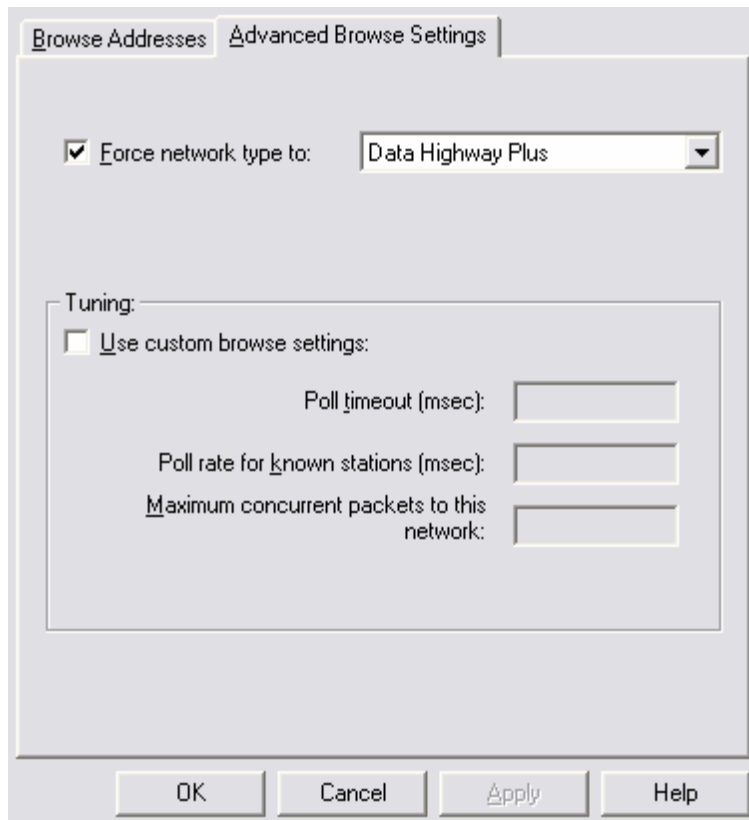 Browse Addresses
Advanced Browse Settings
Force network type to:
Data Highway Plus
Tuning:
Use custom browse settings:
Poll timeout (msec):
Poll rate for known stations (msec):
Maximum concurrent packets to this
network:
OK
Cancel
Apply
Help